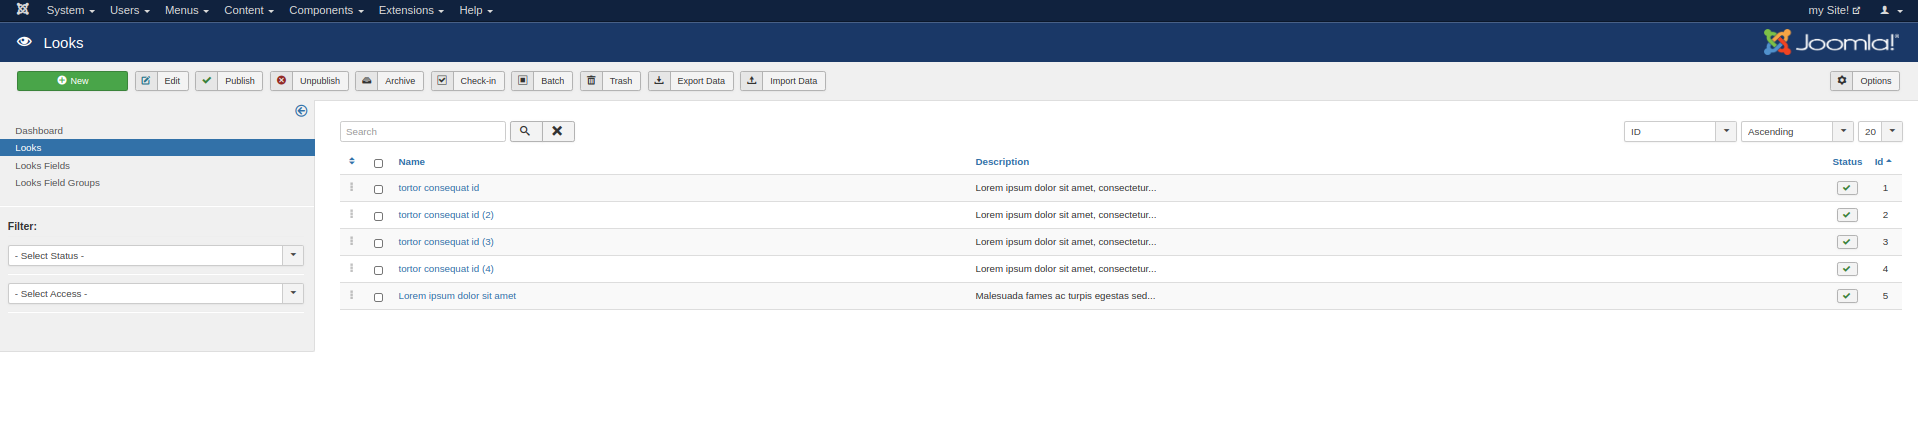 System Users Menus Content Components Extensions Help my Site!
Looks Joomla!®
New Edit Publish Unpublish Archive Check-in Batch Trash Export Data Import Data Options
Dashboard
Looks
Looks Fields
Looks Field Groups
Filter:
- Select Status -
- Select Access -
Search ID Ascending 20
Name Description Status Id
tortor consequat id Lorem ipsum dolor sit amet, consectetur... 1
tortor consequat id (2) Lorem ipsum dolor sit amet, consectetur... 2
tortor consequat id (3) Lorem ipsum dolor sit amet, consectetur... 3
tortor consequat id (4) Lorem ipsum dolor sit amet, consectetur... 4
Lorem ipsum dolor sit amet Malesuada fames ac turpis egestas sed... 5